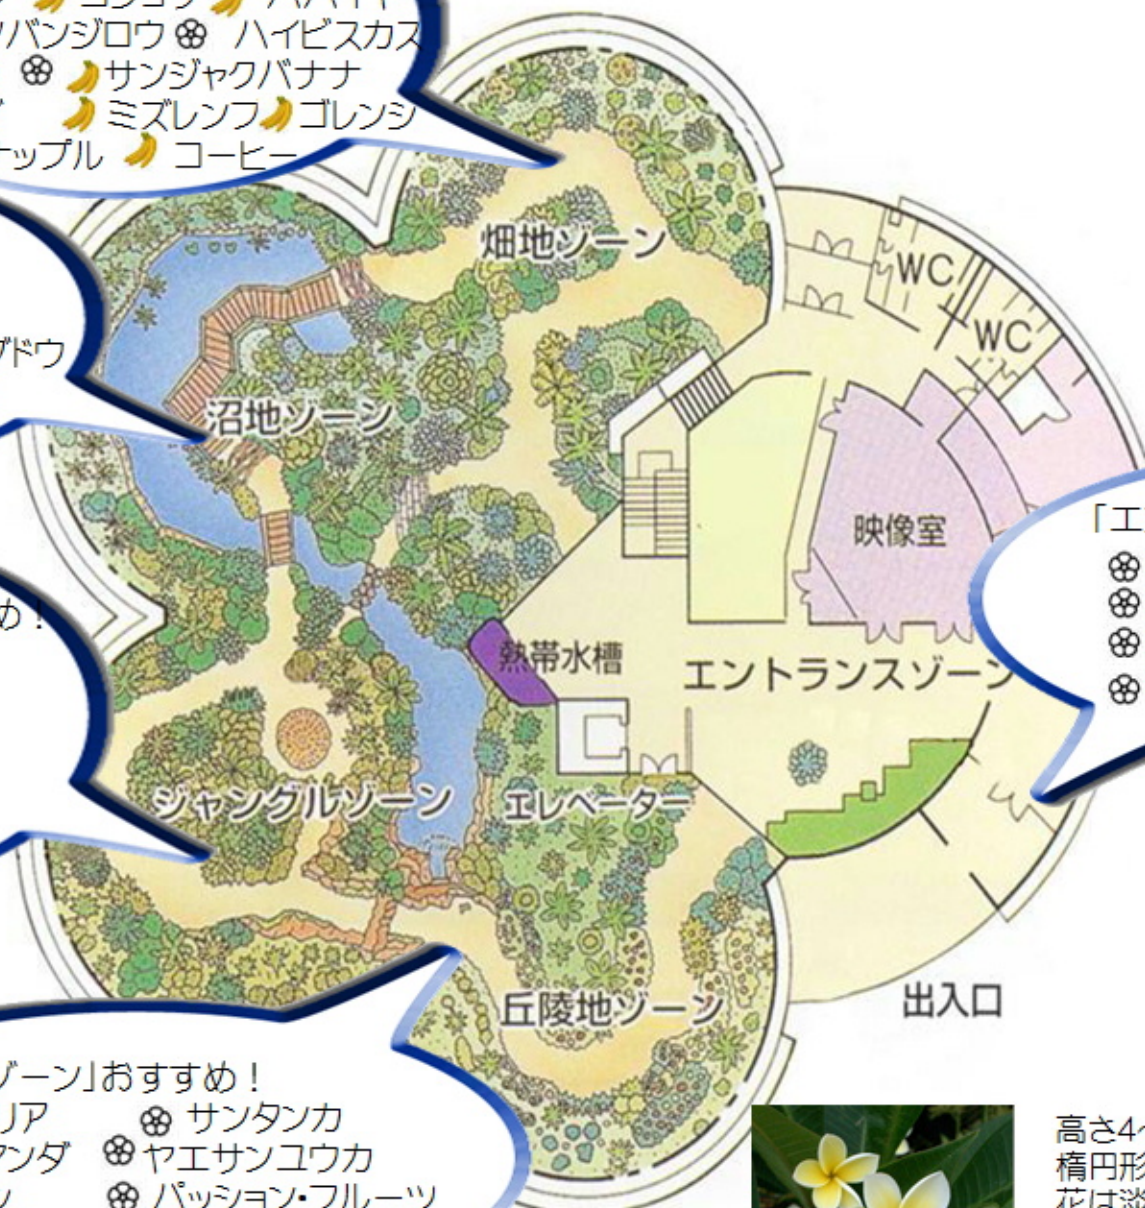 バンジロウ ハイビスカス
サンジャクバナナ
ミズレンフ ゴレンシ
ップル コーヒー
畑地ゾーン
WC
WC
ドウ
沼地ゾーン
映像室
「エ
め!
熱帯水槽
エントランスゾーン
ジャングルゾーン
エレベーター
丘陵地ゾーン
出入口
ゾーン」おすすめ!
リア サンタンカ
ンダ ヤエサンユウカ
パッション・フルーツ
高さ4
楕円形
花は淡